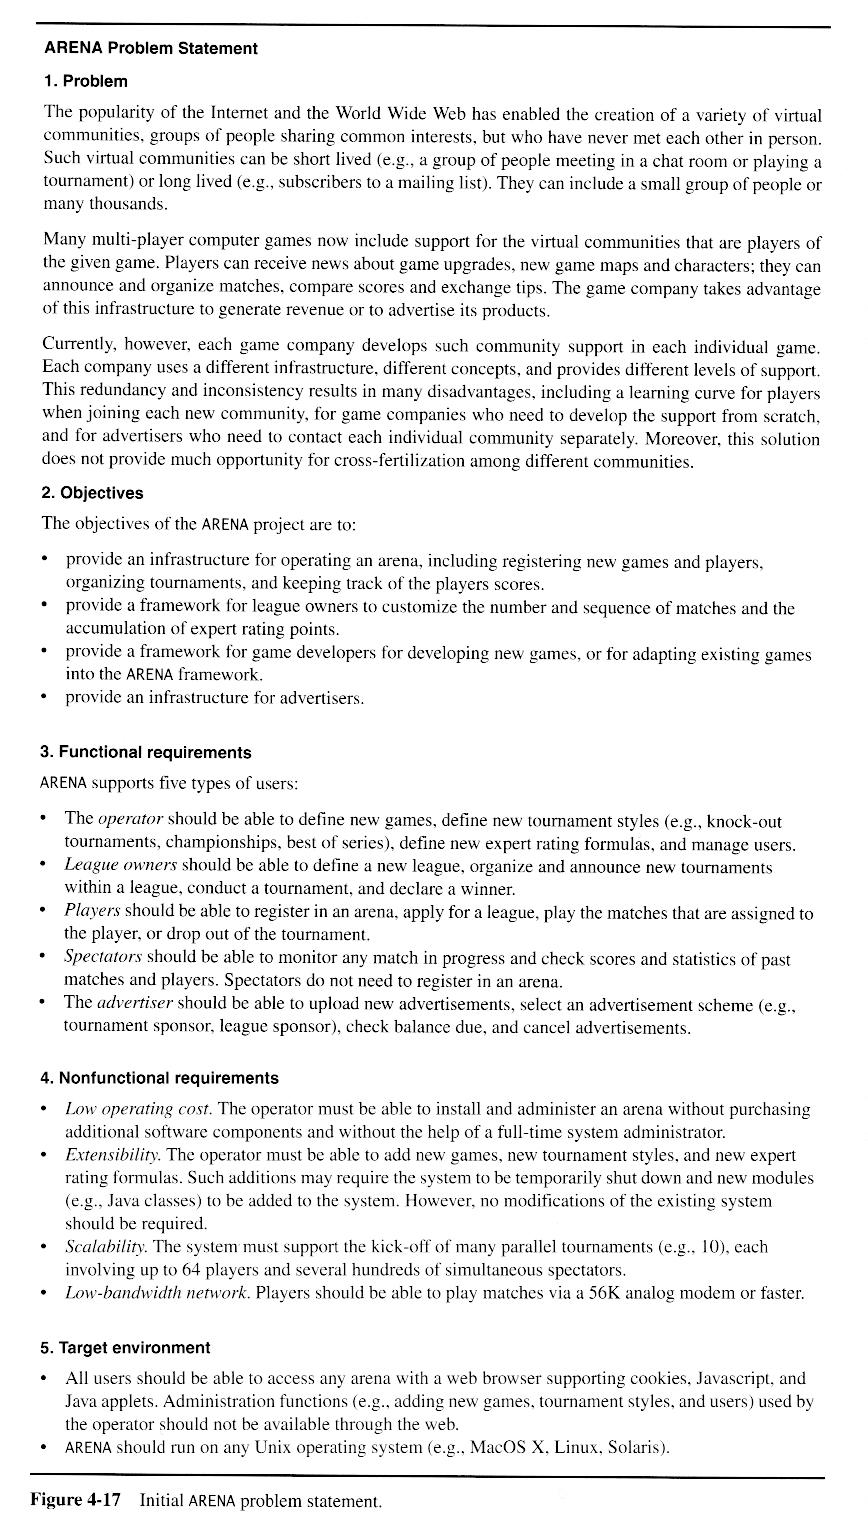 ARENA Problem Statement
1. Problem
The popularity of the Internet and the World Wide Web has enabled the creation of a variety of virtual
communities, groups of people sharing common interests, but who have never met each other in person.
Such virtual communities can be short lived (e.g., a group of people meeting in a chat room or playing a
tournament) or long lived (e.g., subscribers to a mailing list). They can include a small group of people or
many thousands.
Many multi-player computer games now include support for the virtual communities that are players of
the given game. Players can receive news about game upgrades, new game maps and characters; they can
announce and organize matches, compare scores and exchange tips. The game company takes advantage
of this infrastructure to generate revenue or to advertise its products.
Currently, however, each game company develops such community support in each individual game.
Each company uses a different infrastructure, different concepts, and provides different levels of support.
This redundancy and inconsistency results in many disadvantages, including a learning curve for players
when joining each new community, for game companies who need to develop the support from scratch,
and for advertisers who need to contact each individual community separately. Moreover, this solution
does not provide much opportunity for cross-fertilization among different communities.
2. Objectives
The objectives of the ARENA project are to:
• provide an infrastructure for operating an arena, including registering new games and players,
organizing tournaments, and keeping track of the players scores.
• provide a framework for league owners to customize the number and sequence of matches and the
accumulation of expert rating points.
• provide a framework for game developers for developing new games, or for adapting existing games
into the ARENA framework.
• provide an infrastructure for advertisers.
3. Functional requirements
ARENA supports five types of users:
• The operator should be able to define new games, define new tournament styles (e.g., knock-out
tournaments, championships, best of series), define new expert rating formulas, and manage users.
• League owners should be able to define a new league, organize and announce new tournaments
within a league, conduct a tournament, and declare a winner.
• Players should be able to register in an arena, apply for a league, play the matches that are assigned to
the player, or drop out of the tournament.
• Spectators should be able to monitor any match in progress and check scores and statistics of past
matches and players. Spectators do not need to register in an arena.
• The advertiser should be able to upload new advertisements, select an advertisement scheme (e.g.,
tournament sponsor, league sponsor), check balance due, and cancel advertisements.
4. Nonfunctional requirements
• Low operating cost. The operator must be able to install and administer an arena without purchasing
additional software components and without the help of a full-time system administrator.
• Extensibility. The operator must be able to add new games, new tournament styles, and new expert
rating formulas. Such additions may require the system to be temporarily shut down and new modules
(e.g., Java classes) to be added to the system. However, no modifications of the existing system
should be required.
• Scalability. The system must support the kick-off of many parallel tournaments (e.g., 10), each
involving up to 64 players and several hundreds of simultaneous spectators.
• Low-bandwidth network. Players should be able to play matches via a 56K analog modem or faster.
5. Target environment
• All users should be able to access any arena with a web browser supporting cookies, Javascript, and
Java applets. Administration functions (e.g., adding new games, tournament styles, and users) used by
the operator should not be available through the web.
• ARENA should run on any Unix operating system (e.g., MacOS X, Linux, Solaris).
Figure 4-17 Initial ARENA problem statement.